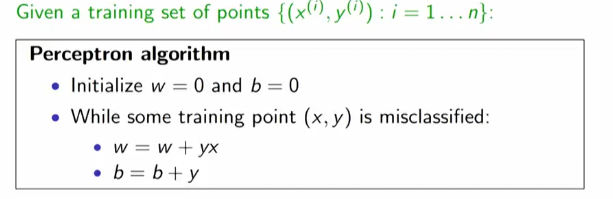 Given a training set of points {(x^(i), y^(i)) : i = 1 . . . n}:
Perceptron algorithm
• Initialize w = 0 and b = 0
• While some training point (x, y) is misclassified:
• w = w + yx
• b = b + y